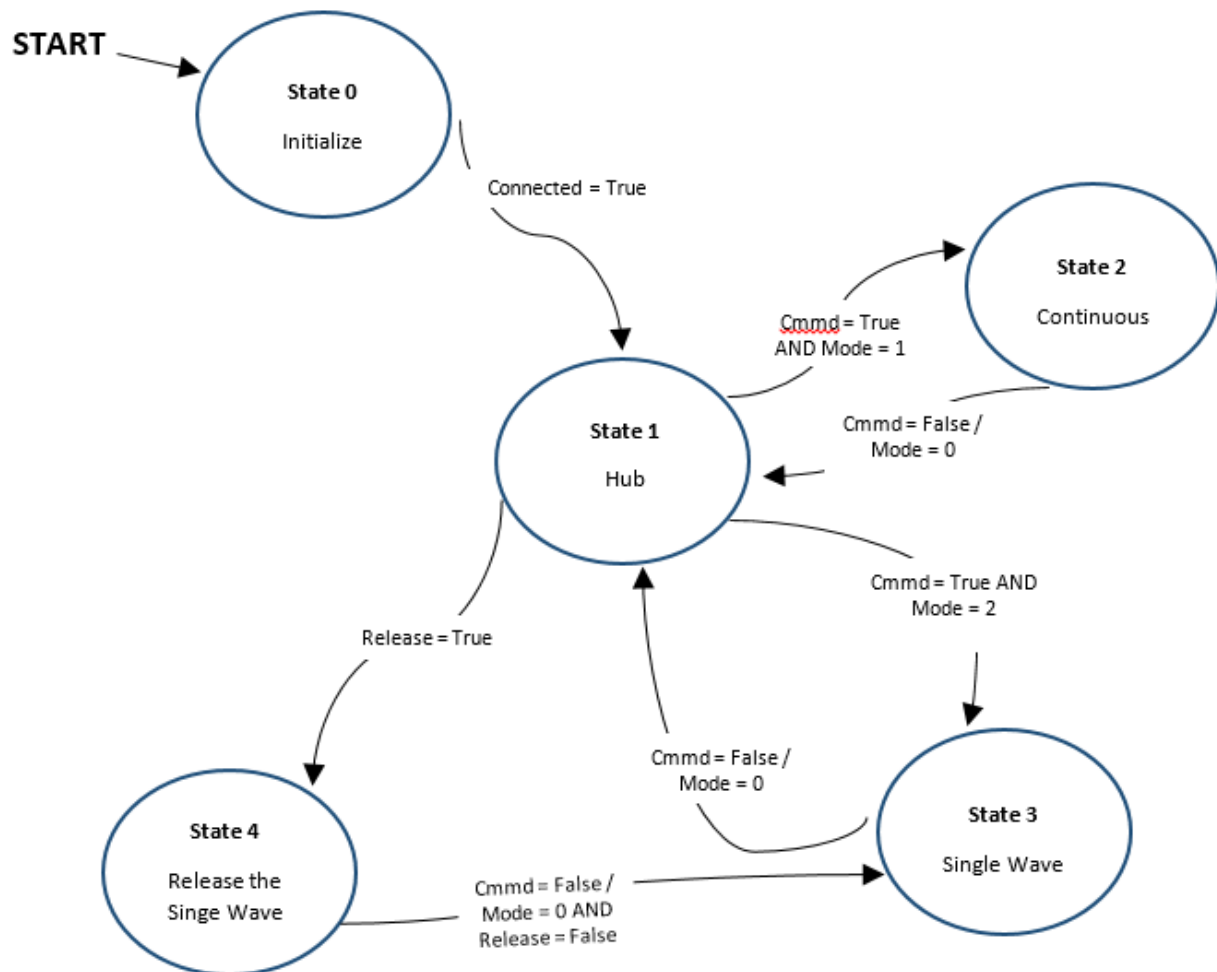 START
State 0
Initialize
Connected = True
State 2
Continuous
Cmmd = True
AND Mode = 1
Cmmd = False /
Mode = 0
State 1
Hub
Cmmd = True AND
Mode = 2
Release = True
Cmmd = False /
Mode = 0
State 3
Single Wave
State 4
Release the
Singe Wave
Cmmd = False /
Mode = 0 AND
Release = False